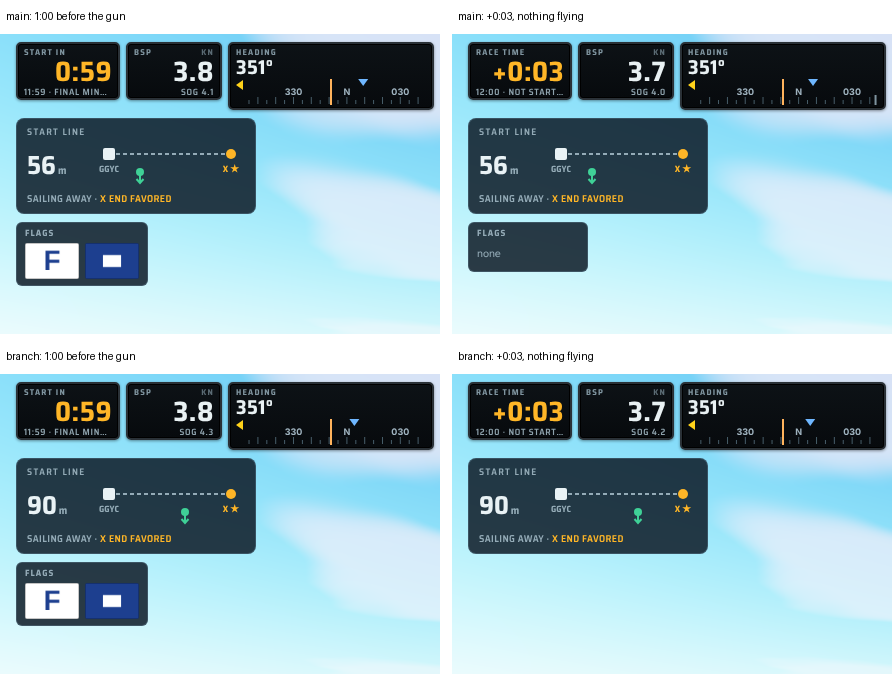 main: 1:00 before the gun
START IN
0:59
11:59 · FINAL MIN...
BSP KN
3.8
SOG 4.1
HEADING
351°
330 N 030
START LINE
56 m
GGYC
X ★
SAILING AWAY · X END FAVORED
FLAGS
F
main: +0:03, nothing flying
RACE TIME
+0:03
12:00 · NOT START...
BSP KN
3.7
SOG 4.0
HEADING
351°
330 N 030
START LINE
56 m
GGYC
X ★
SAILING AWAY · X END FAVORED
FLAGS
none
branch: 1:00 before the gun
START IN
0:59
11:59 · FINAL MIN...
BSP KN
3.8
SOG 4.3
HEADING
351°
330 N 030
START LINE
90 m
GGYC
X ★
SAILING AWAY · X END FAVORED
FLAGS
F
branch: +0:03, nothing flying
RACE TIME
+0:03
12:00 · NOT START...
BSP KN
3.7
SOG 4.2
HEADING
351°
330 N 030
START LINE
90 m
GGYC
X ★
SAILING AWAY · X END FAVORED